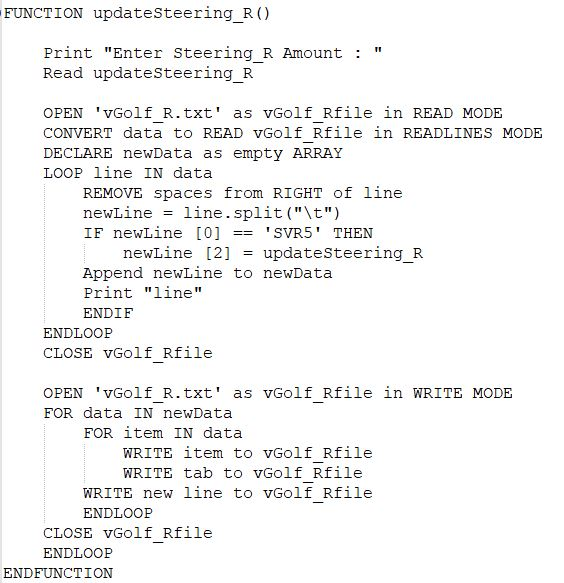 FUNCTION updateSteering_R()
Print "Enter Steering_R Amount : "
Read updateSteering_R
OPEN 'vGolf_R.txt' as vGolf_Rfile in READ MODE
CONVERT data to READ vGolf_Rfile in READLINES MODE
DECLARE newData as empty ARRAY
LOOP line IN data
REMOVE spaces from RIGHT of line
newLine = line.split("\t")
IF newLine [0] == 'SVR5' THEN
newLine [2] = updateSteering_R
Append newLine to newData
Print "line"
ENDIF
ENDLOOP
CLOSE vGolf_Rfile
OPEN 'vGolf_R.txt' as vGolf_Rfile in WRITE MODE
FOR data IN newData
FOR item IN data
WRITE item to vGolf_Rfile
WRITE tab to vGolf_Rfile
WRITE new line to vGolf_Rfile
ENDLOOP
CLOSE vGolf_Rfile
ENDLOOP
ENDFUNCTION